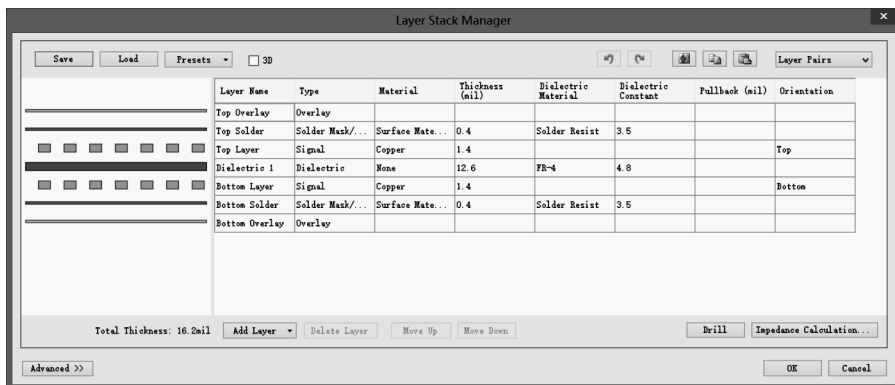 Layer Stack Manager
Save Load Presets 3D Layer Pairs
Layer Name Type Material Thickness (mil) Dielectric Material Dielectric Constant Pullback (mil) Orientation
Top Overlay Overlay
Top Solder Solder Mask/... Surface Mate... 0.4 Solder Resist 3.5
Top Layer Signal Copper 1.4 Top
Dielectric 1 Dielectric None 12.6 FR-4 4.8
Bottom Layer Signal Copper 1.4 Bottom
Bottom Solder Solder Mask/... Surface Mate... 0.4 Solder Resist 3.5
Bottom Overlay Overlay
Total Thickness: 16.2mil Add Layer Delete Layer Move Up Move Down Drill Impedance Calculation...
Advanced >> OK Cancel